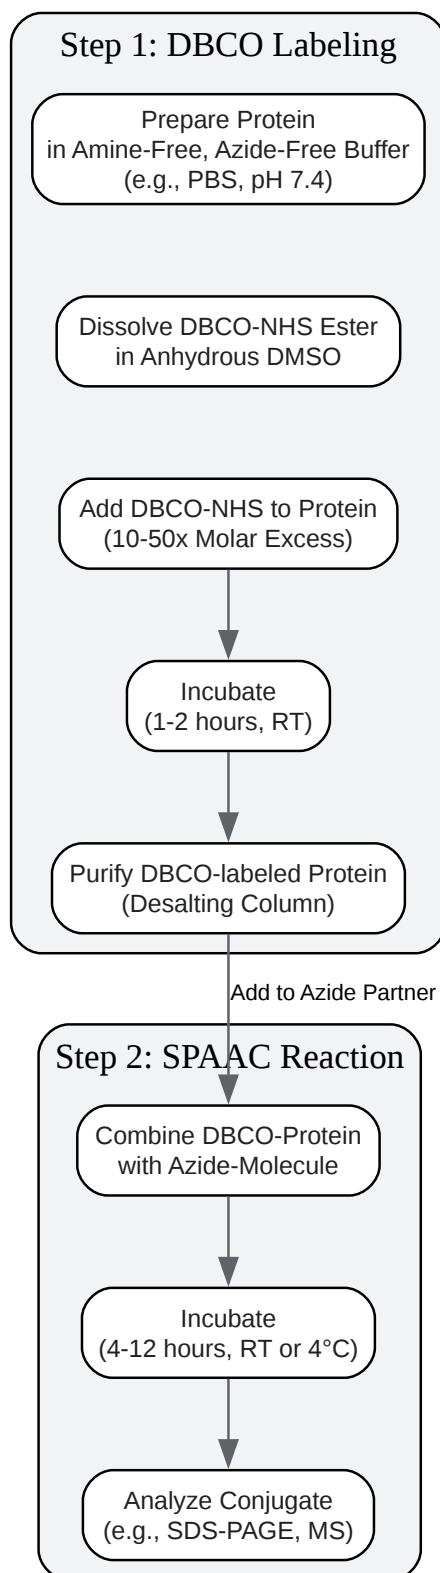 Step 1: DBCO Labeling
Prepare Protein
in Amine-Free, Azide-Free Buffer
(e.g., PBS, pH 7.4)
Dissolve DBCO-NHS Ester
in Anhydrous DMSO
Add DBCO-NHS to Protein
(10-50x Molar Excess)
Incubate
(1-2 hours, RT)
Purify DBCO-labeled Protein
(Desalting Column)
Add to Azide Partner
Step 2: SPAAC Reaction
Combine DBCO-Protein
with Azide-Molecule
Incubate
(4-12 hours, RT or 4°C)
Analyze Conjugate
(e.g., SDS-PAGE, MS)